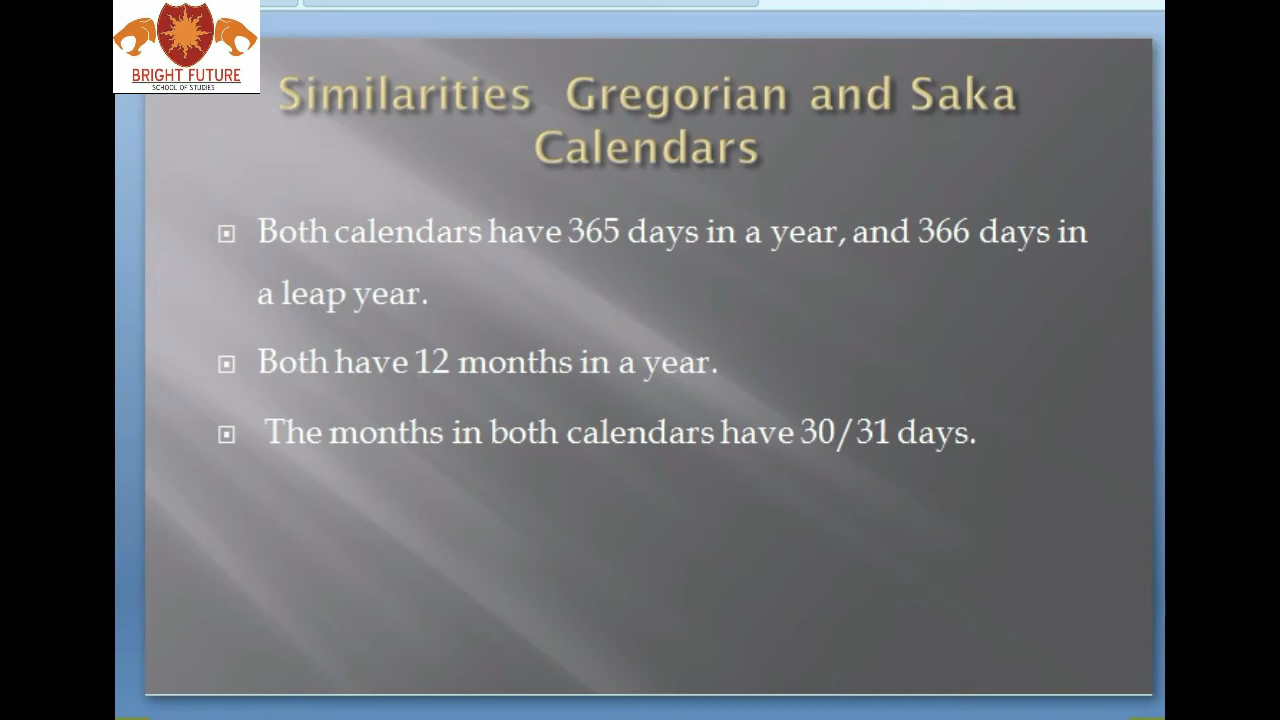 BRIGHT FUTURE
SCHOOL OF STUDIES
Similarities Gregorian and Saka
Calendars
Both calendars have 365 days in a year, and 366 days in
a leap year.
Both have 12 months in a year.
The months in both calendars have 30/31 days.